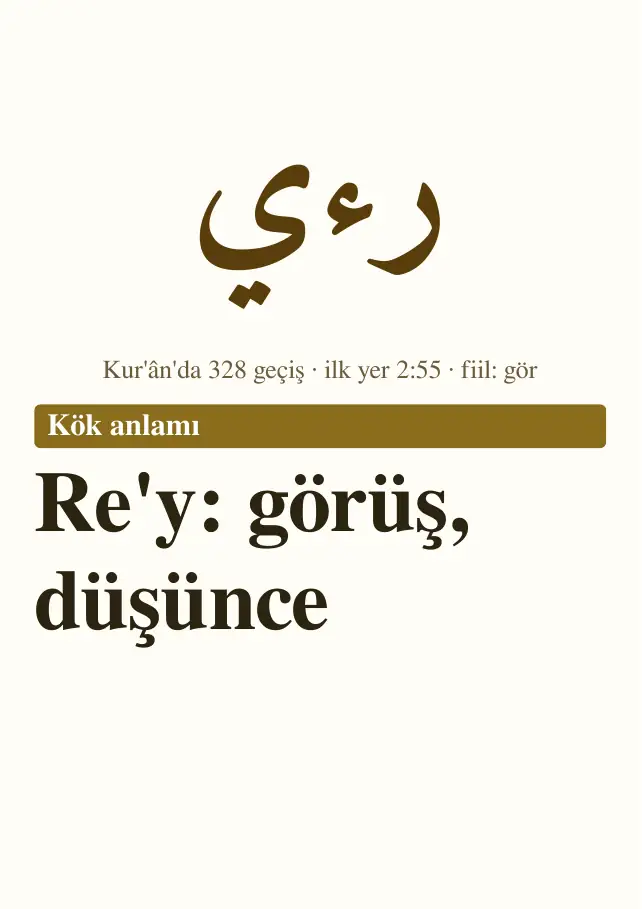 رءي
Kur'ân'da 328 geçiş · ilk yer 2:55 · fiil: gör
Kök anlamı
Re'y: görüş,
düşünce